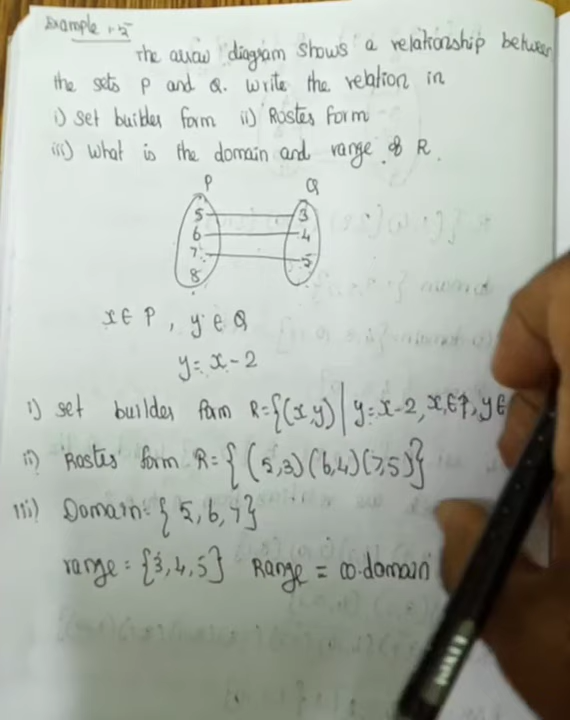 Example 1.5
The arrow diagram shows a relationship between
the sets P and Q. write the relation in
i) set builder form ii) Roster Form
iii) What is the domain and range of R.
P Q
5 3
6 4
7 5
8
x ∈ P, y ∈ Q
y = x - 2
i) set builder form R = {(x,y) | y = x-2, x ∈ P, y ∈
ii) Roster form R = { (5,3) (6,4) (7,5) }
iii) Domain = { 5, 6, 7 }
range = {3, 4, 5} Range = co.domain